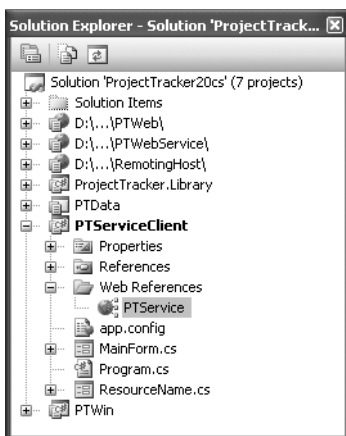 Solution Explorer - Solution 'ProjectTrack...
Solution 'ProjectTracker20cs' (7 projects)
Solution Items
D:\...\PTWeb\
D:\...\PTWebService\
D:\...\RemotingHost\
ProjectTracker.Library
PTData
PTServiceClient
Properties
References
Web References
PTService
app.config
MainForm.cs
Program.cs
ResourceName.cs
PTWin